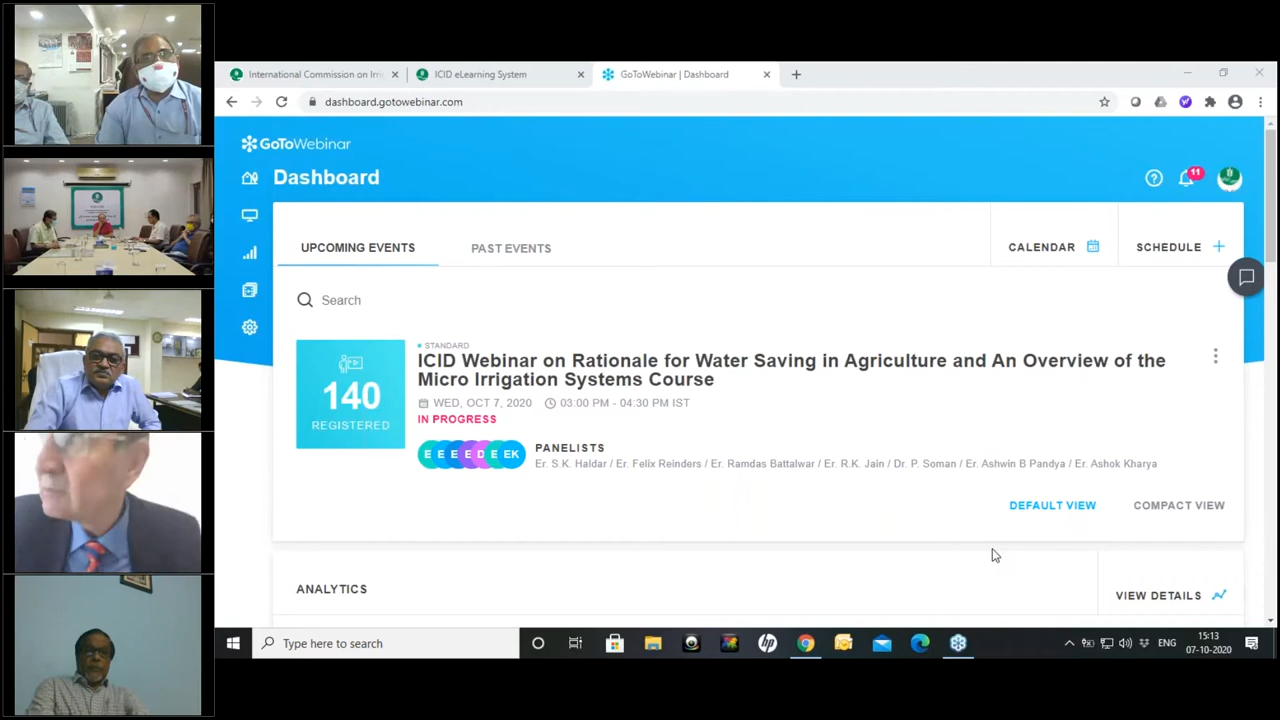 International Commission on Irri
ICID eLearning System
GoToWebinar | Dashboard
dashboard.gotowebinar.com
GoToWebinar
Dashboard
11
UPCOMING EVENTS
PAST EVENTS
CALENDAR
SCHEDULE
Search
STANDARD
ICID Webinar on Rationale for Water Saving in Agriculture and An Overview of the
Micro Irrigation Systems Course
140
REGISTERED
WED, OCT 7, 2020
03:00 PM - 04:30 PM IST
IN PROGRESS
E E E E D E EK
PANELISTS
Er. S.K. Haldar / Er. Felix Reinders / Er. Ramdas Battalwar / Er. R.K. Jain / Dr. P. Soman / Er. Ashwin B Pandya / Er. Ashok Kharya
DEFAULT VIEW
COMPACT VIEW
ANALYTICS
VIEW DETAILS
Type here to search
hp
ENG
15:13
07-10-2020